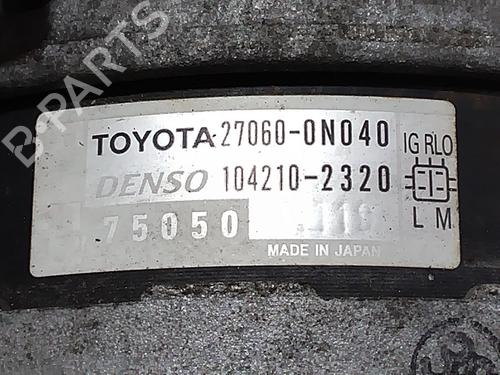 TOYOTA 27060-0N040
IG RLO
DENSO 104210-2320
L M
75050
MADE IN JAPAN
B-PARTS